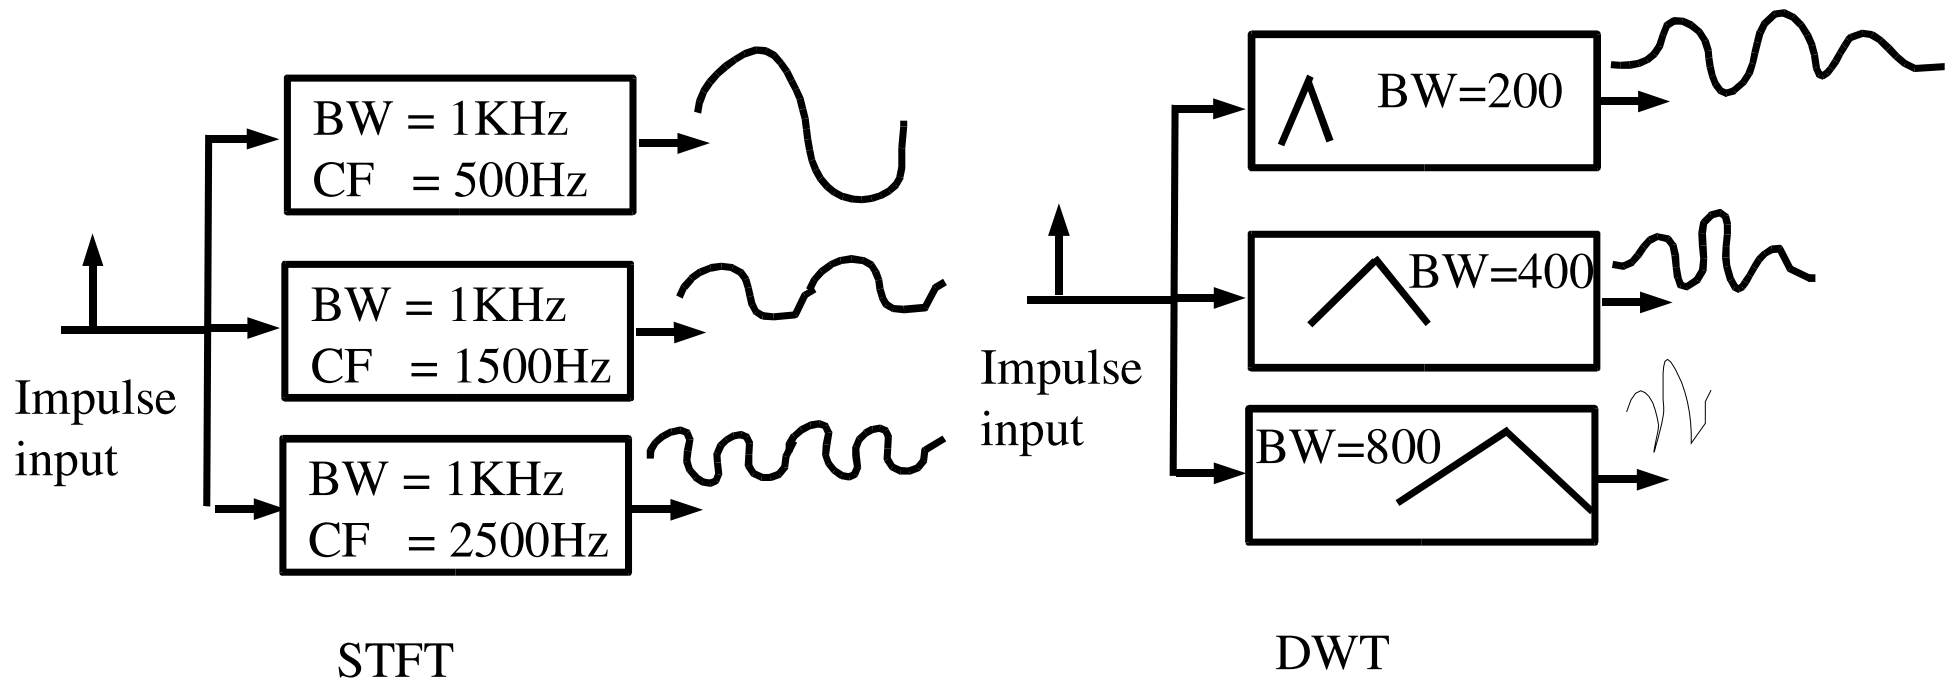 BW = 1KHz
CF = 500Hz
BW = 1KHz
CF = 1500Hz
BW = 1KHz
CF = 2500Hz
Impulse
input
STFT
BW=200
BW=400
BW=800
Impulse
input
DWT